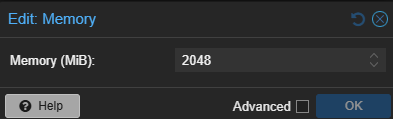 Edit: Memory
Memory (MiB): 2048
Help Advanced OK